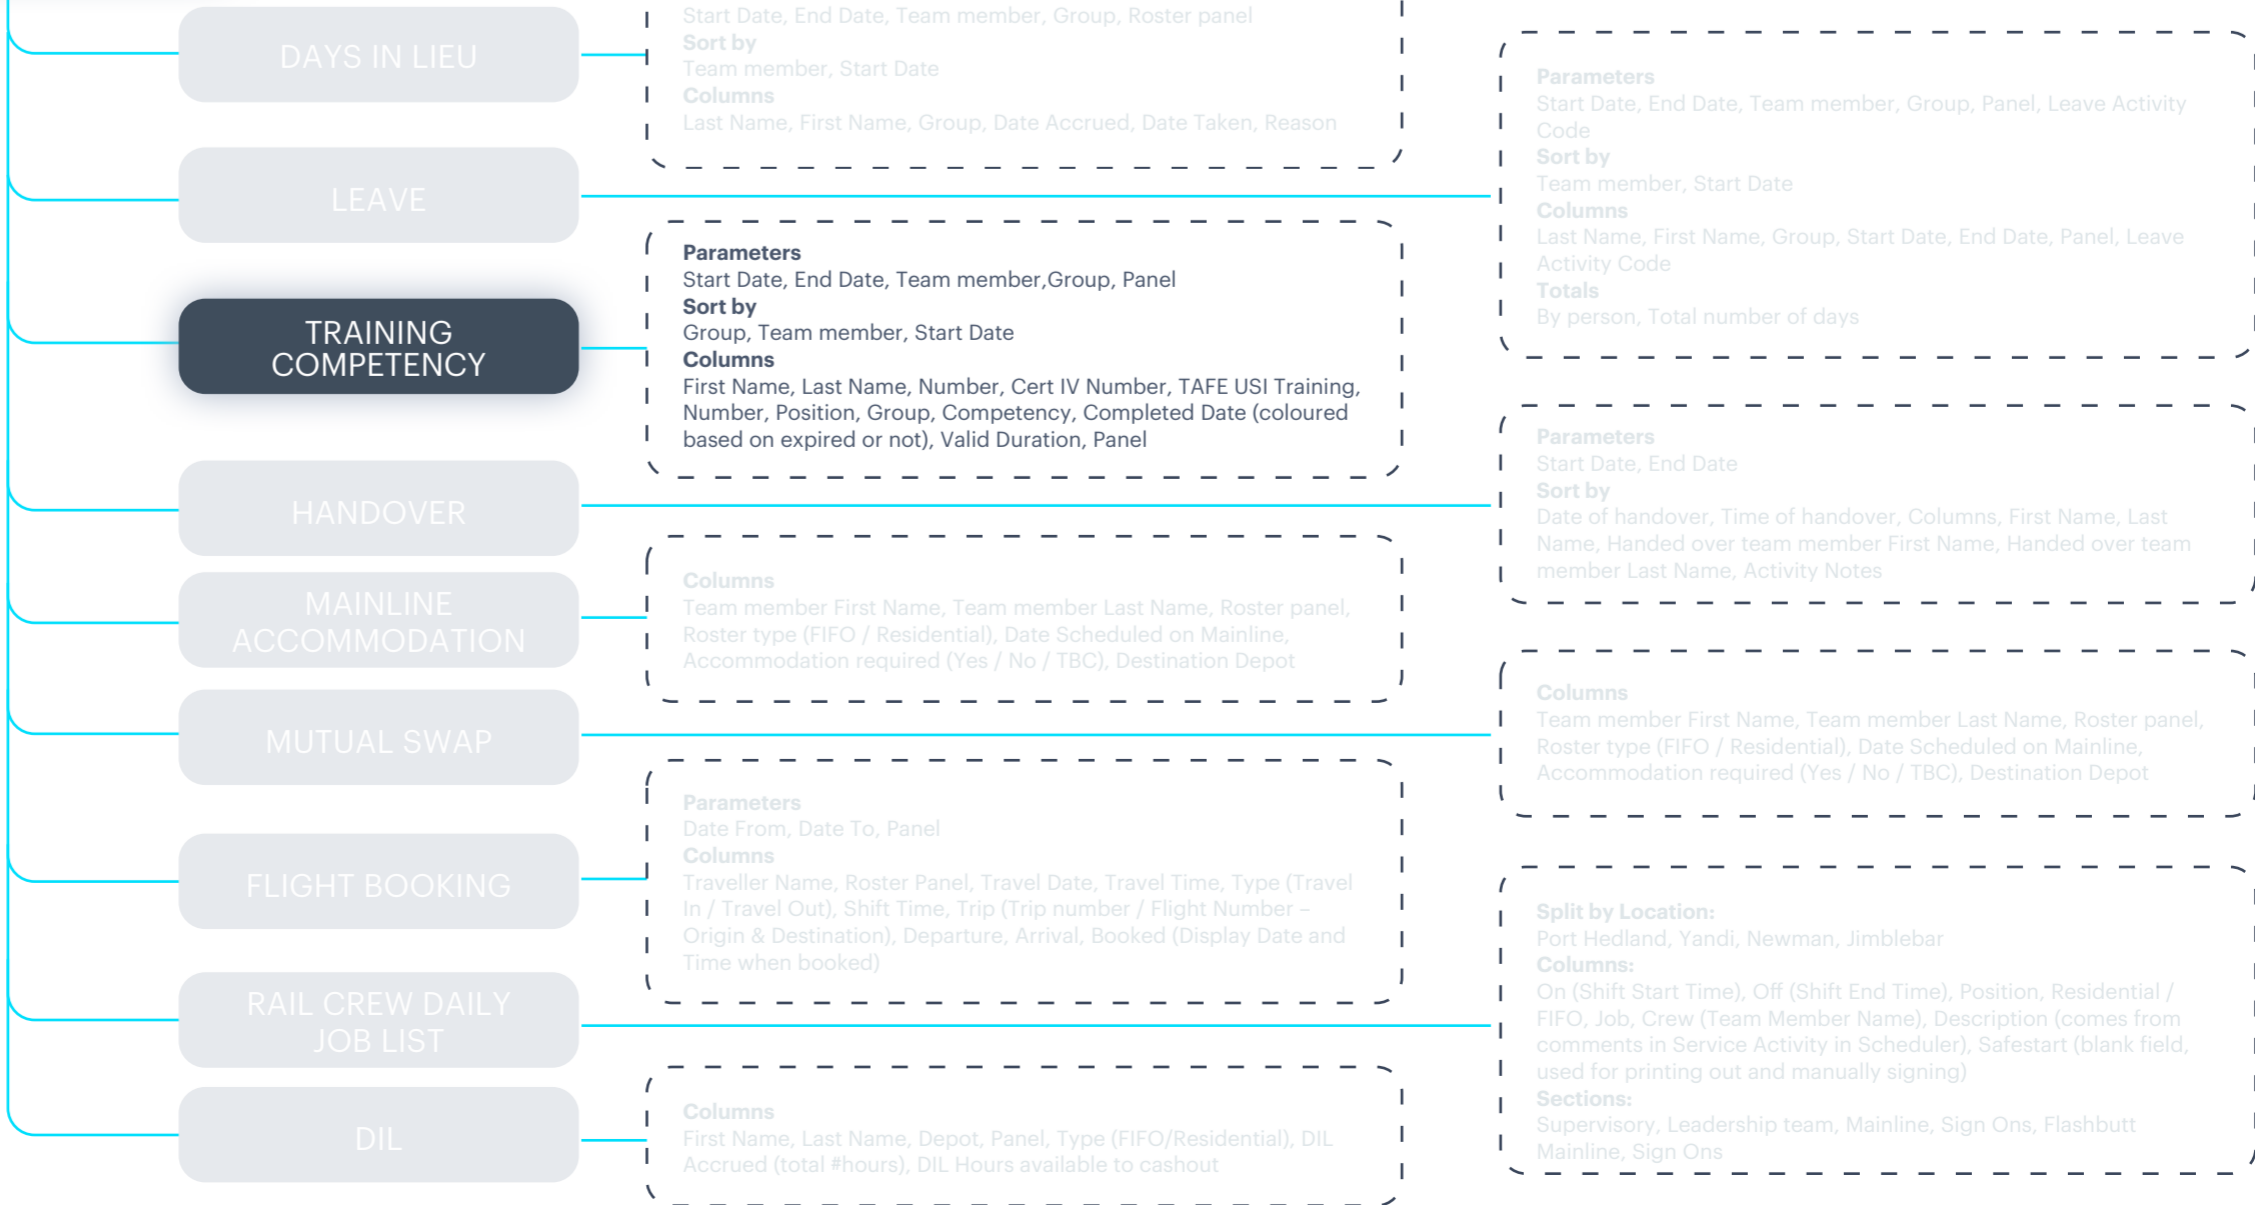 DAYS IN LIEU
Start Date, End Date, Team member, Group, Roster panel
Sort by
Team member, Start Date
Columns
Last Name, First Name, Group, Date Accrued, Date Taken, Reason
LEAVE
Parameters
Start Date, End Date, Team member, Group, Panel, Leave Activity
Code
Sort by
Team member, Start Date
Columns
Last Name, First Name, Group, Start Date, End Date, Panel, Leave
Activity Code
Totals
By person, Total number of days
TRAINING
COMPETENCY
Parameters
Start Date, End Date, Team member,Group, Panel
Sort by
Group, Team member, Start Date
Columns
First Name, Last Name, Number, Cert IV Number, TAFE USI Training,
Number, Position, Group, Competency, Completed Date (coloured
based on expired or not), Valid Duration, Panel
HANDOVER
Parameters
Start Date, End Date
Sort by
Date of handover, Time of handover, Columns, First Name, Last
Name, Handed over team member First Name, Handed over team
member Last Name, Activity Notes
MAINLINE
ACCOMMODATION
Columns
Team member First Name, Team member Last Name, Roster panel,
Roster type (FIFO / Residential), Date Scheduled on Mainline,
Accommodation required (Yes / No / TBC), Destination Depot
MUTUAL SWAP
Columns
Team member First Name, Team member Last Name, Roster panel,
Roster type (FIFO / Residential), Date Scheduled on Mainline,
Accommodation required (Yes / No / TBC), Destination Depot
FLIGHT BOOKING
Parameters
Date From, Date To, Panel
Columns
Traveller Name, Roster Panel, Travel Date, Travel Time, Type (Travel
In / Travel Out), Shift Time, Trip (Trip number / Flight Number –
Origin & Destination), Departure, Arrival, Booked (Display Date and
Time when booked)
RAIL CREW DAILY
JOB LIST
Split by Location:
Port Hedland, Yandi, Newman, Jimblebar
Columns:
On (Shift Start Time), Off (Shift End Time), Position, Residential /
FIFO, Job, Crew (Team Member Name), Description (comes from
comments in Service Activity in Scheduler), Safestart (blank field,
used for printing out and manually signing)
Sections:
Supervisory, Leadership team, Mainline, Sign Ons, Flashbutt
Mainline, Sign Ons
DIL
Columns
First Name, Last Name, Depot, Panel, Type (FIFO/Residential), DIL
Accrued (total #hours), DIL Hours available to cashout